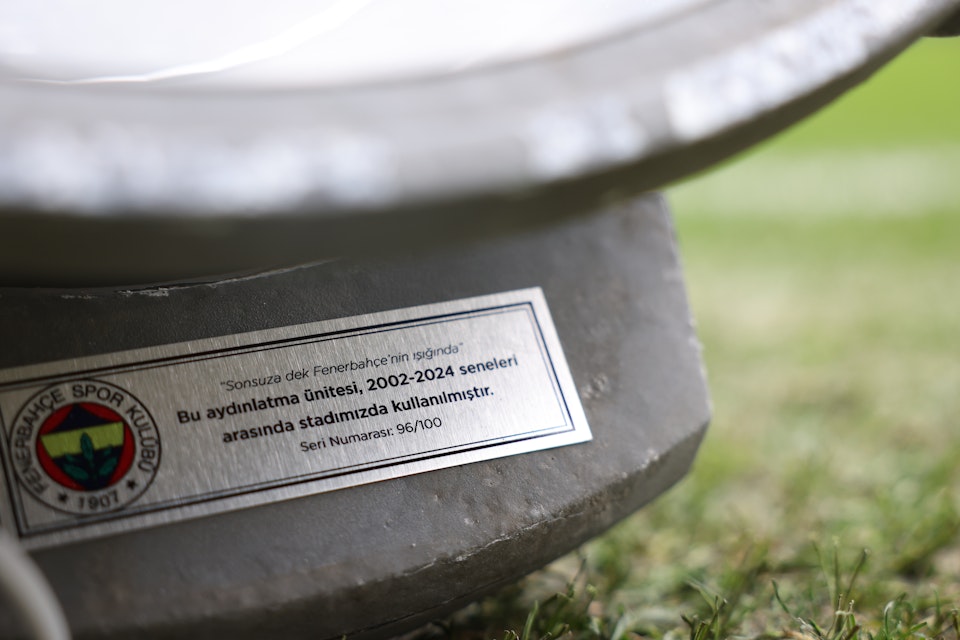 "Sonsuza dek Fenerbahçe'nin ışığında"
Bu aydınlatma ünitesi, 2002-2024 seneleri
arasında stadımızda kullanılmıştır.
Seri Numarası: 96/100
FENERBAHÇE SPOR KULÜBÜ
1907